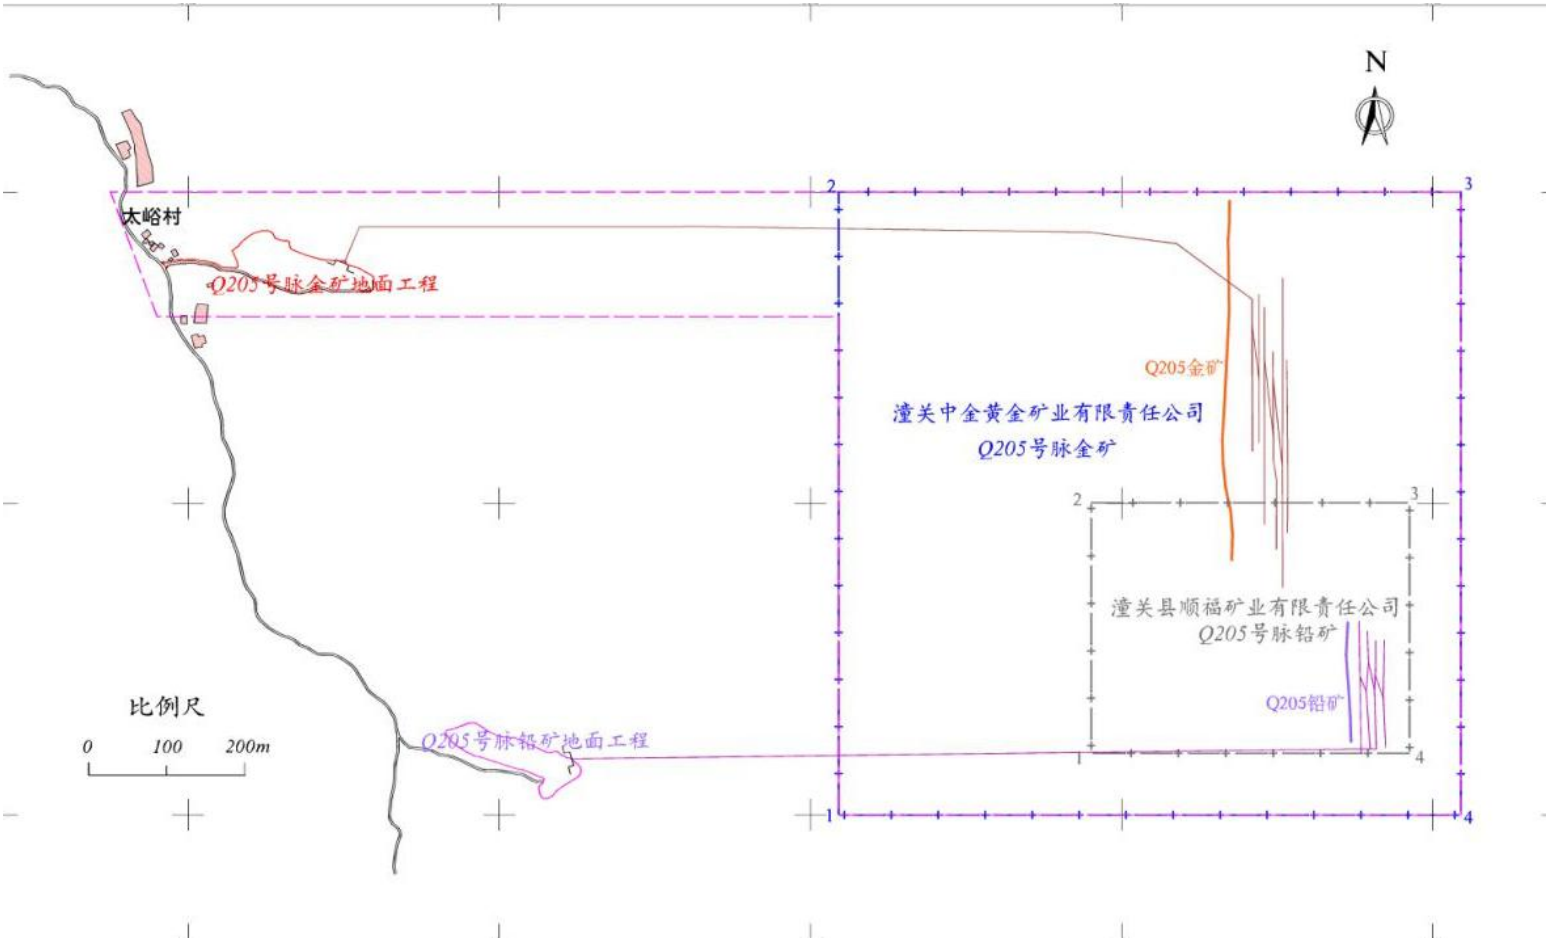 N
2
3
太峪村
Q205号脉金矿地面工程
Q205金矿
潼关中金黄金矿业有限责任公司
Q205号脉金矿
2
3
潼关县顺福矿业有限责任公司
Q205号脉铅矿
Q205铅矿
比例尺
0 100 200m
Q205号脉铅矿地面工程
1
4
1
4